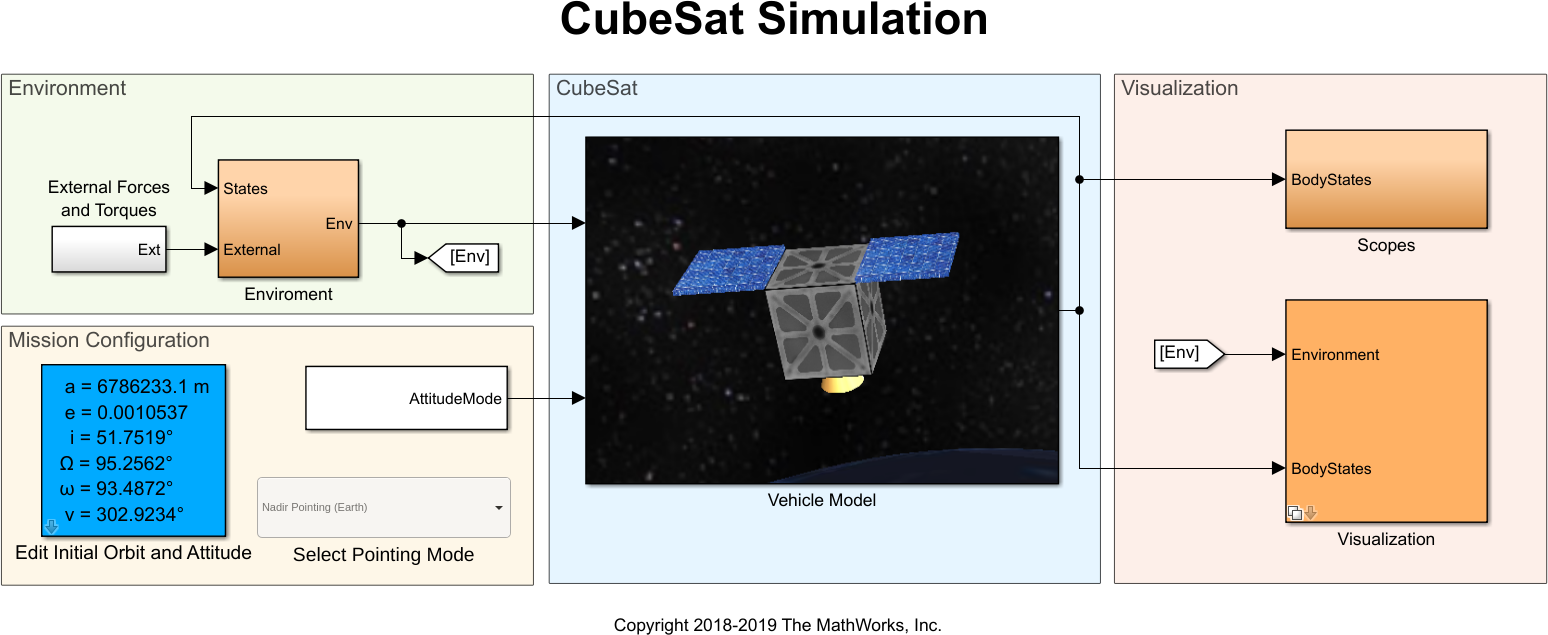 CubeSat Simulation
Environment
External Forces
and Torques
Ext
States
External
Env
[Env]
Enviroment
Mission Configuration
a = 6786233.1 m
e = 0.0010537
i = 51.7519°
Ω = 95.2562°
ω = 93.4872°
v = 302.9234°
Edit Initial Orbit and Attitude
AttitudeMode
Nadir Pointing (Earth)
Select Pointing Mode
CubeSat
Vehicle Model
Visualization
BodyStates
Scopes
[Env]
Environment
BodyStates
Visualization
Copyright 2018-2019 The MathWorks, Inc.